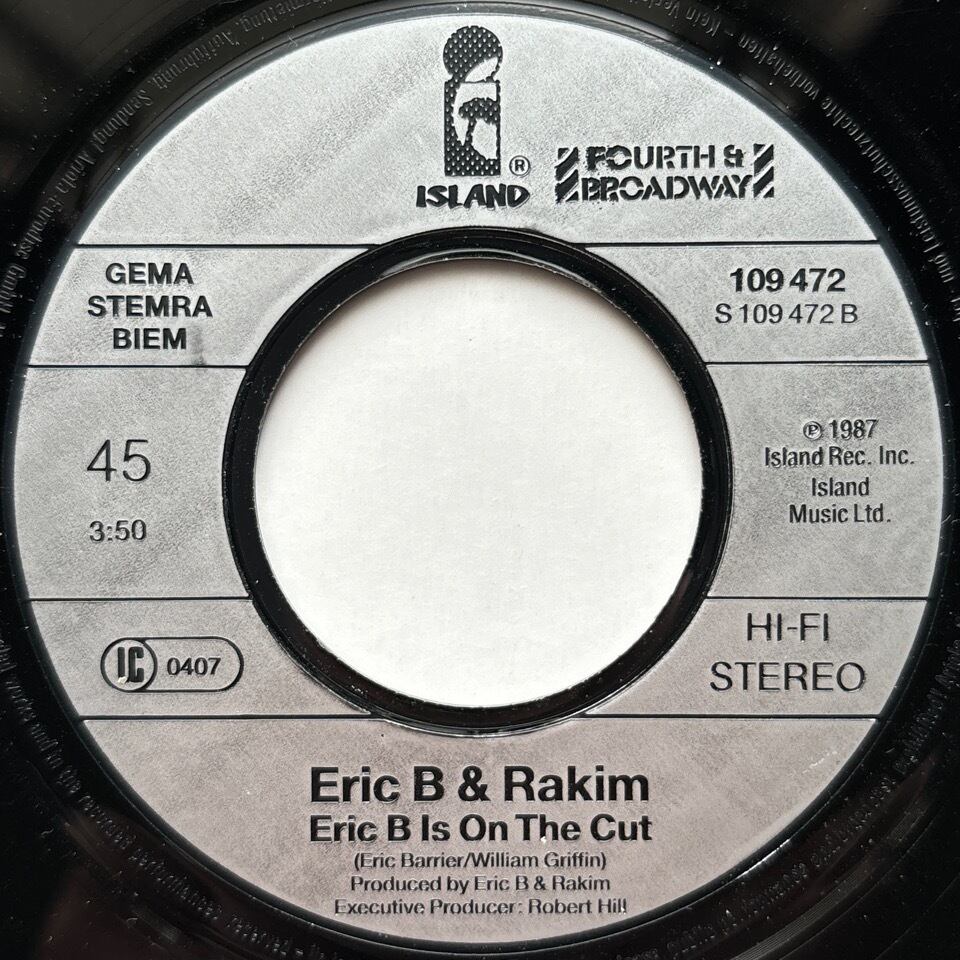 ISLAND
®
FOURTH &
BROADWAY
GEMA
STEMRA
BIEM
109 472
S 109 472 B
45
3:50
℗ 1987
Island Rec. Inc.
Island
Music Ltd.
LC 0407
HI-FI
STEREO
Eric B & Rakim
Eric B Is On The Cut
(Eric Barrier/William Griffin)
Produced by Eric B & Rakim
Executive Producer: Robert Hill